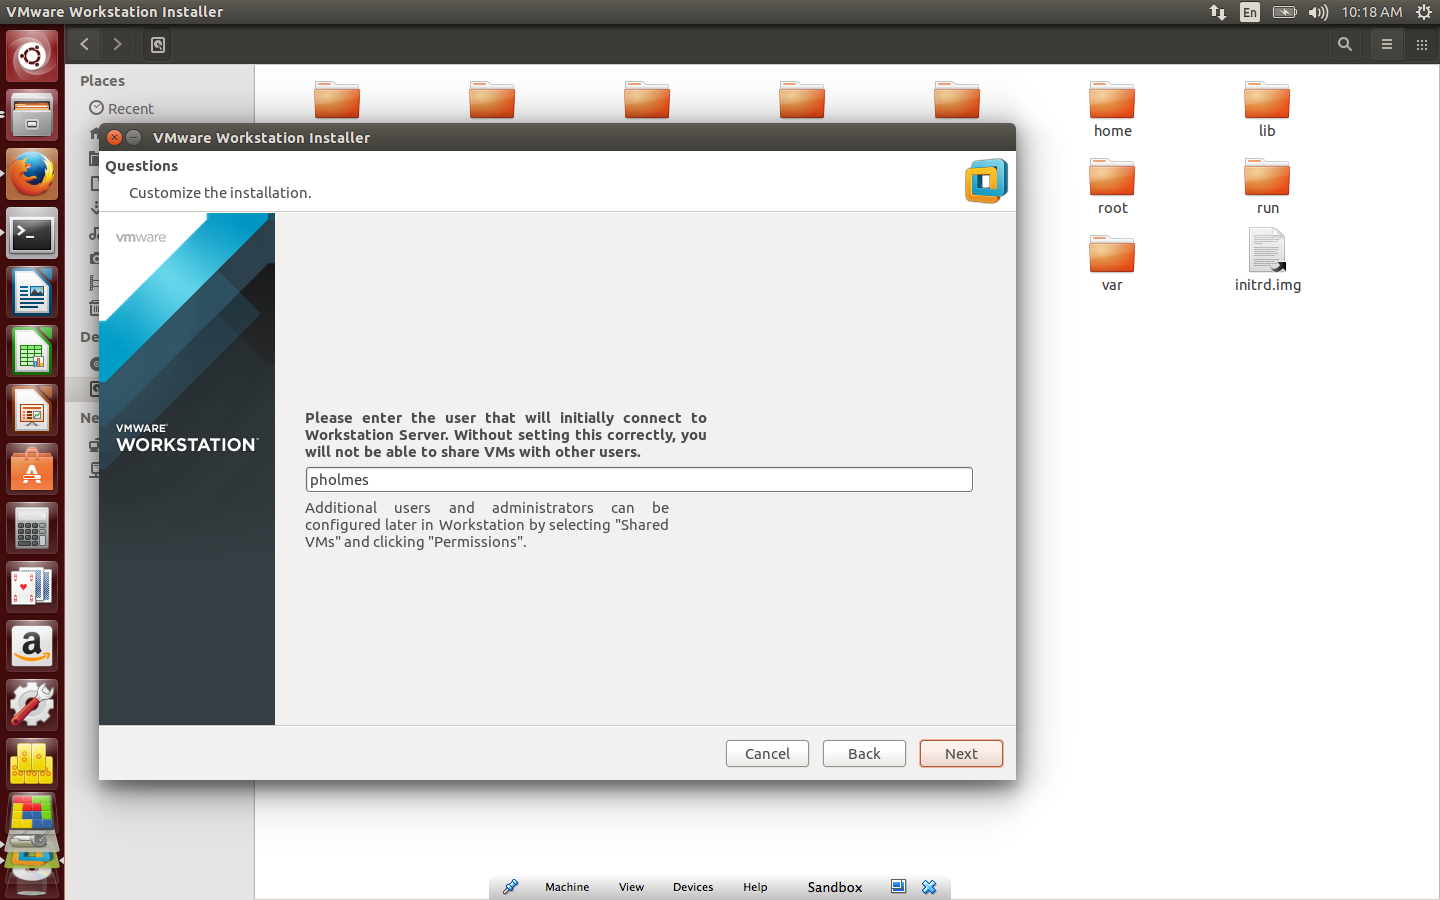 VMware Workstation Installer
En
10:18 AM
Places
Recent
De
Ne
home
lib
root
run
var
initrd.img
VMware Workstation Installer
Questions
Customize the installation.
vmware
VMWARE
WORKSTATION
Please enter the user that will initially connect to
Workstation Server. Without setting this correctly, you
will not be able to share VMs with other users.
pholmes
Additional users and administrators can be
configured later in Workstation by selecting "Shared
VMs" and clicking "Permissions".
Cancel
Back
Next
Machine
View
Devices
Help
Sandbox